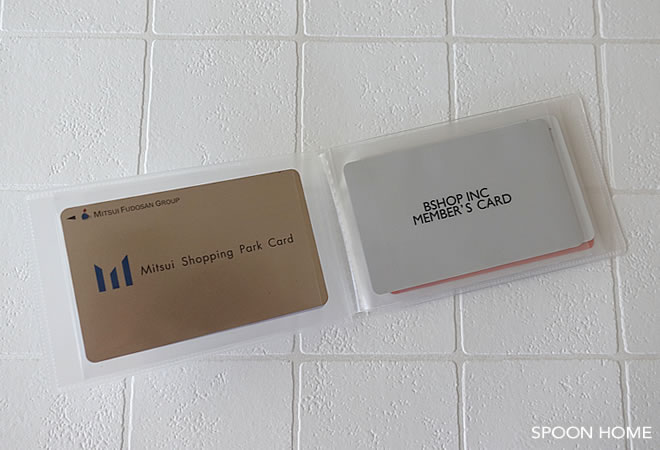 MITSUI FUDOSAN GROUP
Mitsui Shopping Park Card
BSHOP INC
MEMBER'S CARD
SPOON HOME